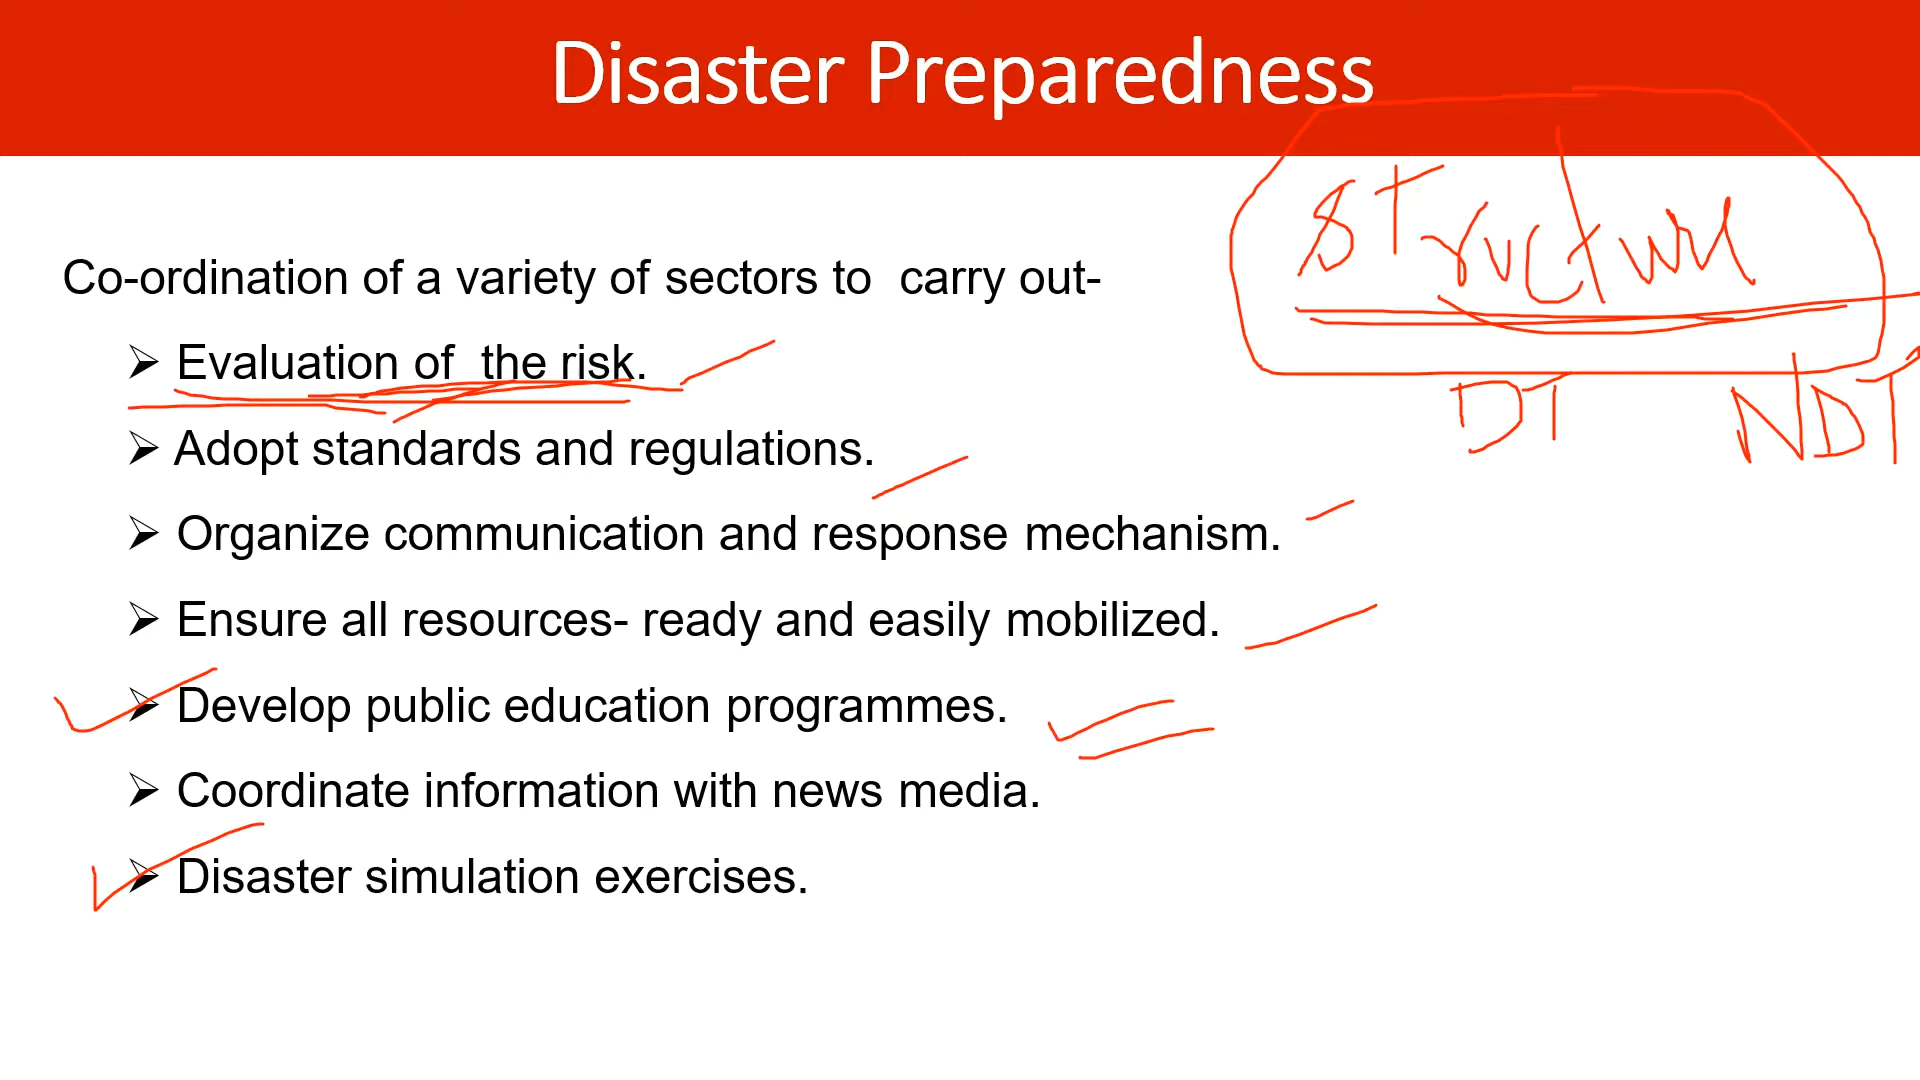 Disaster Preparedness
structure
DT NDT
Co-ordination of a variety of sectors to carry out-
➢ Evaluation of the risk.
➢ Adopt standards and regulations.
➢ Organize communication and response mechanism.
➢ Ensure all resources- ready and easily mobilized.
➢ Develop public education programmes.
➢ Coordinate information with news media.
➢ Disaster simulation exercises.